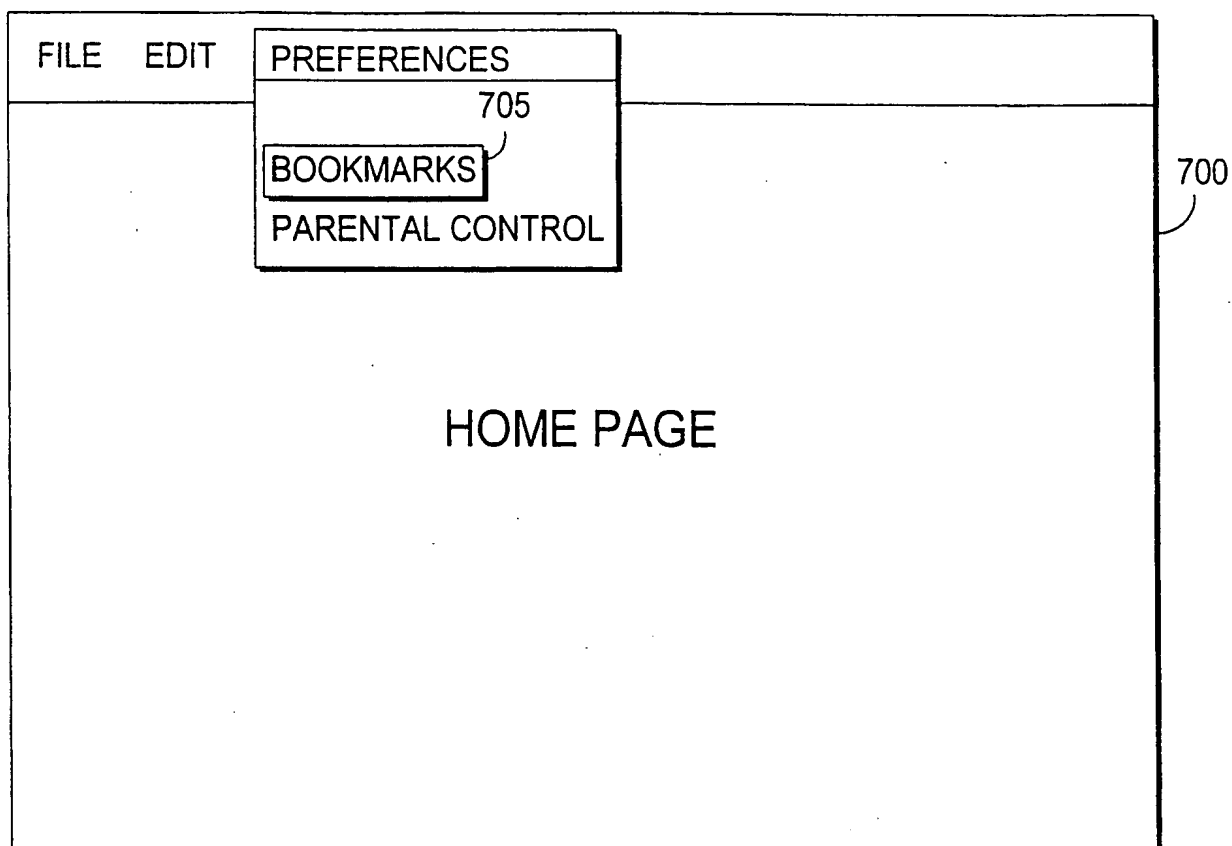 FILE EDIT PREFERENCES
705
BOOKMARKS
700
PARENTAL CONTROL
HOME PAGE